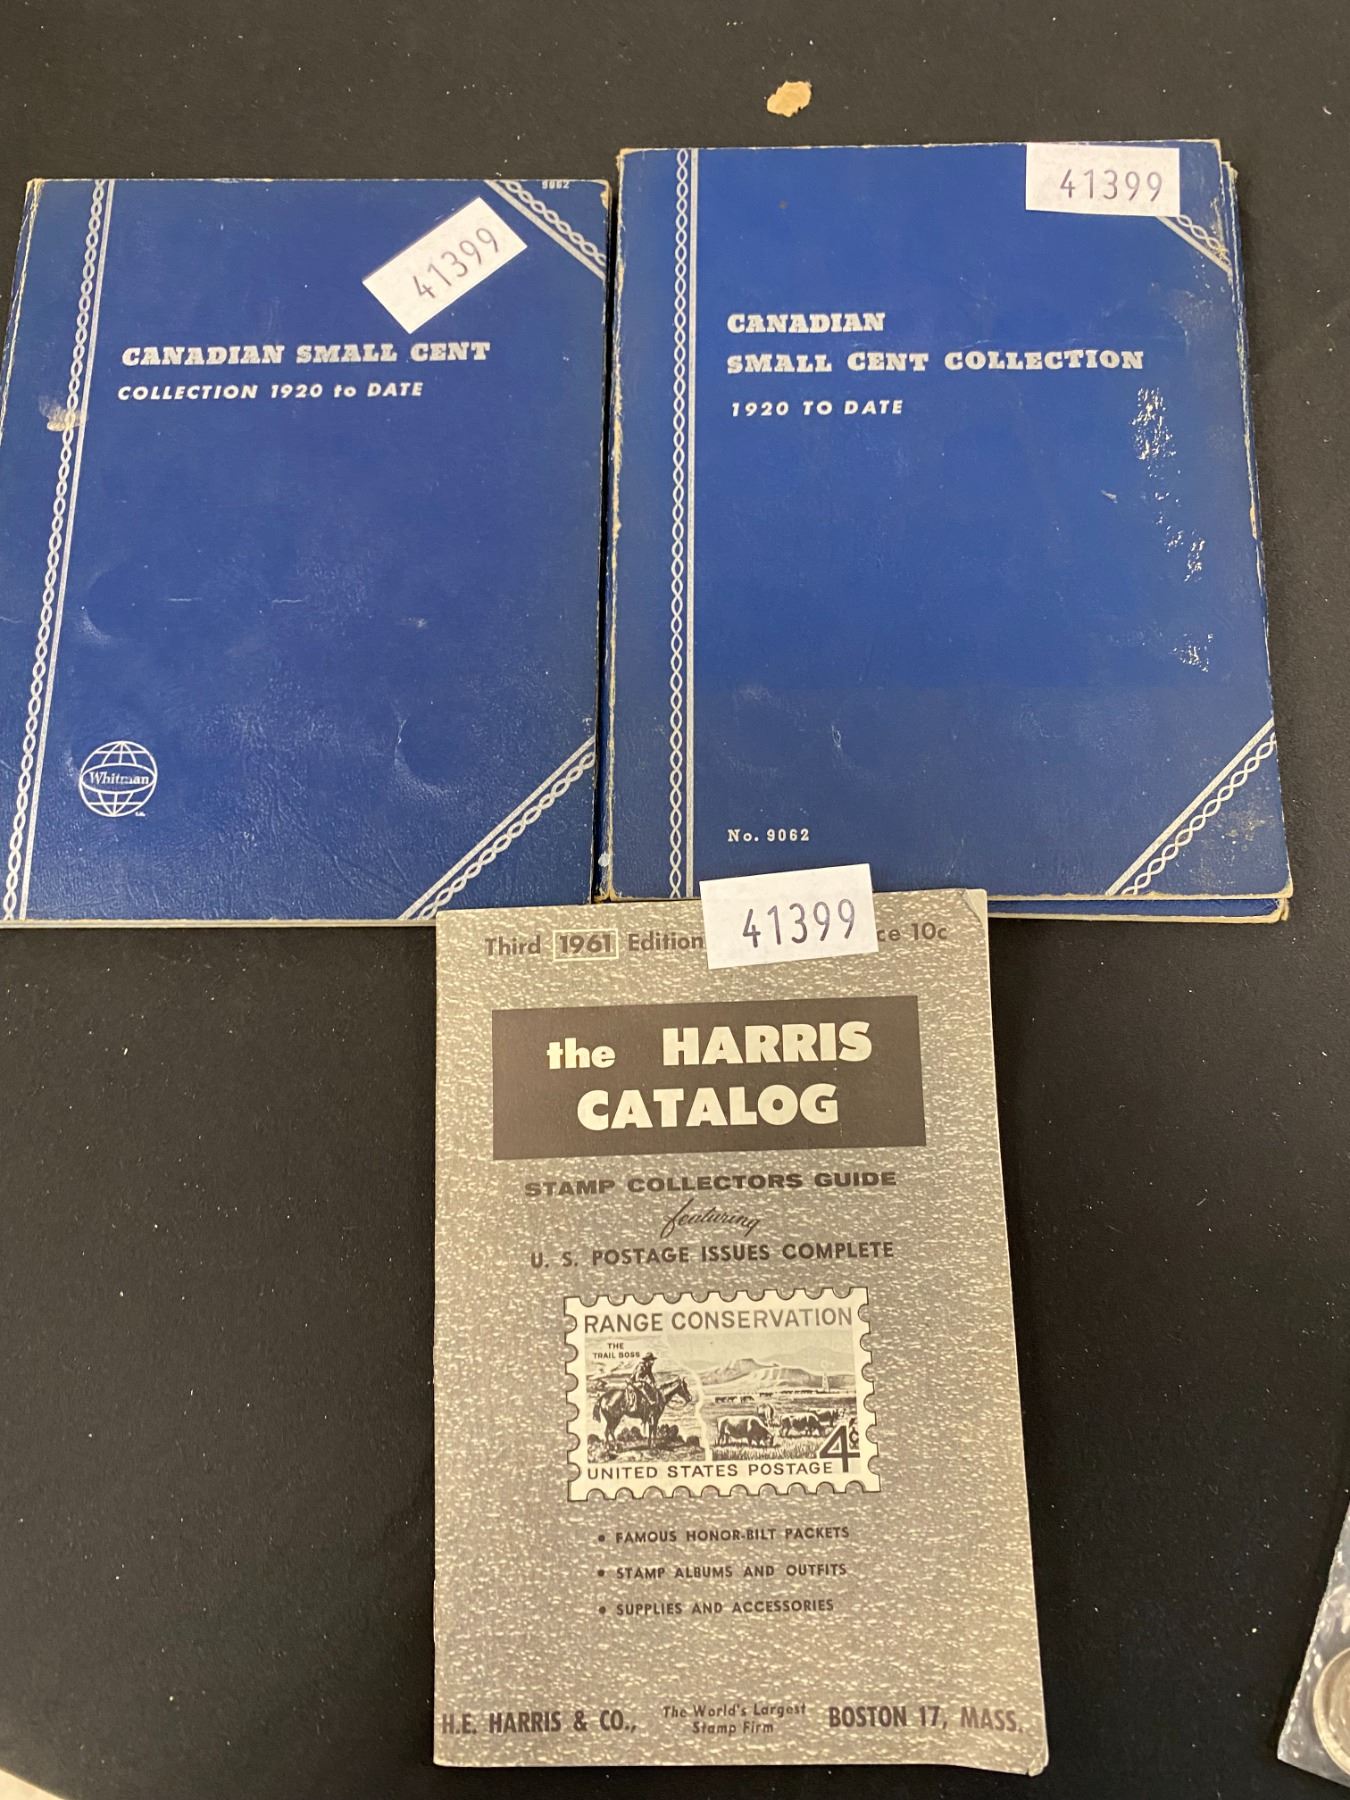 9062
41399
CANADIAN SMALL CENT
COLLECTION 1920 to DATE
Whitman
41399
CANADIAN
SMALL CENT COLLECTION
1920 TO DATE
No. 9062
41399
Third 1961 Edition ce 10c
the HARRIS
CATALOG
STAMP COLLECTORS GUIDE
featuring
U. S. POSTAGE ISSUES COMPLETE
RANGE CONSERVATION
THE
TRAIL BOSS
4c
UNITED STATES POSTAGE
• FAMOUS HONOR-BILT PACKETS
• STAMP ALBUMS AND OUTFITS
• SUPPLIES AND ACCESSORIES
H.E. HARRIS & CO., The World's Largest Stamp Firm BOSTON 17, MASS.